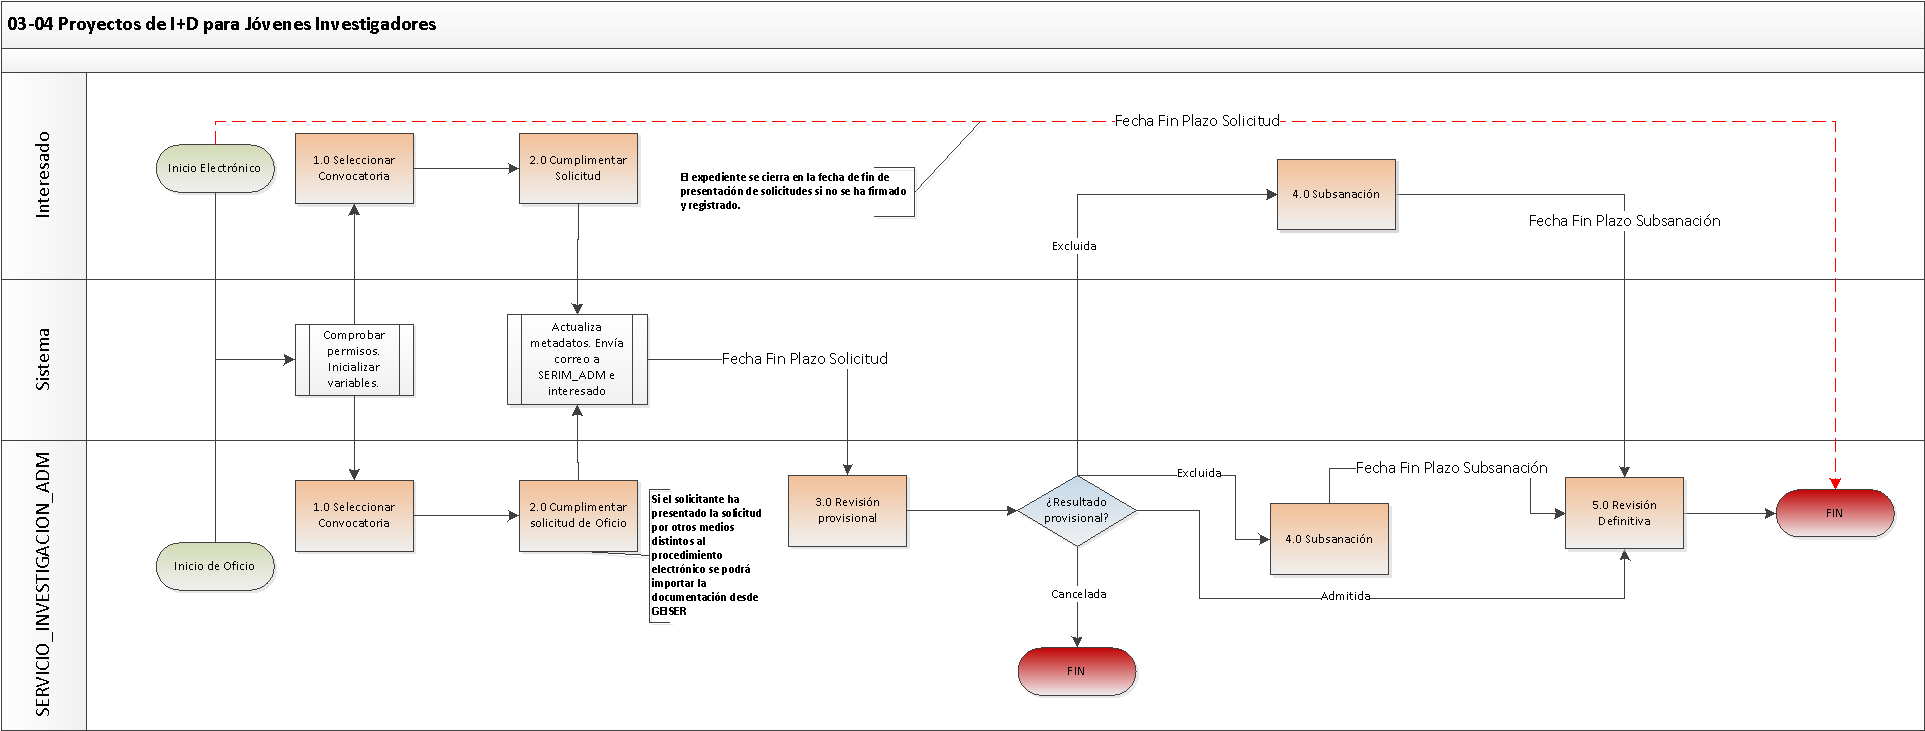 03-04 Proyectos de I+D para Jóvenes Investigadores
Interesado
Inicio Electrónico
1.0 Seleccionar
Convocatoria
2.0 Cumplimentar
Solicitud
El expediente se cierra en la fecha de fin de
presentación de solicitudes si no se ha firmado
y registrado.
Fecha Fin Plazo Solicitud
4.0 Subsanación
Fecha Fin Plazo Subsanación
Excluida
Sistema
Comprobar
permisos.
Inicializar
variables.
Actualiza
metadatos. Envía
correo a
SERIM_ADM e
interesado
Fecha Fin Plazo Solicitud
SERVICIO_INVESTIGACION_ADM
Inicio de Oficio
1.0 Seleccionar
Convocatoria
2.0 Cumplimentar
solicitud de Oficio
Si el solicitante ha
presentado la solicitud
por otros medios
distintos al
procedimiento
electrónico se podrá
importar la
documentación desde
GEISER
3.0 Revisión
provisional
¿Resultado
provisional?
Excluida
Fecha Fin Plazo Subsanación
4.0 Subsanación
5.0 Revisión
Definitiva
FIN
Cancelada
Admitida
FIN